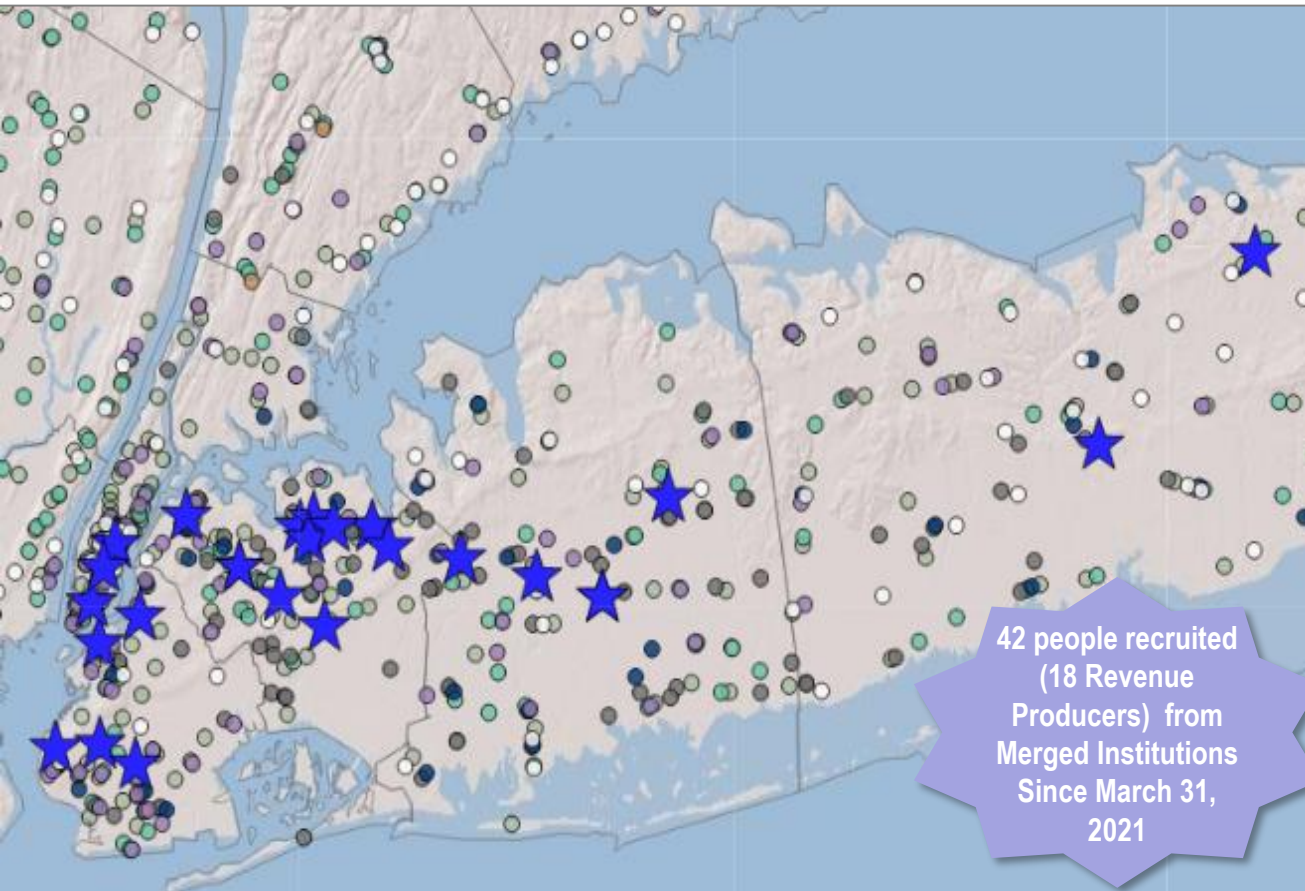 42 people recruited
(18 Revenue
Producers) from
Merged Institutions
Since March 31,
2021